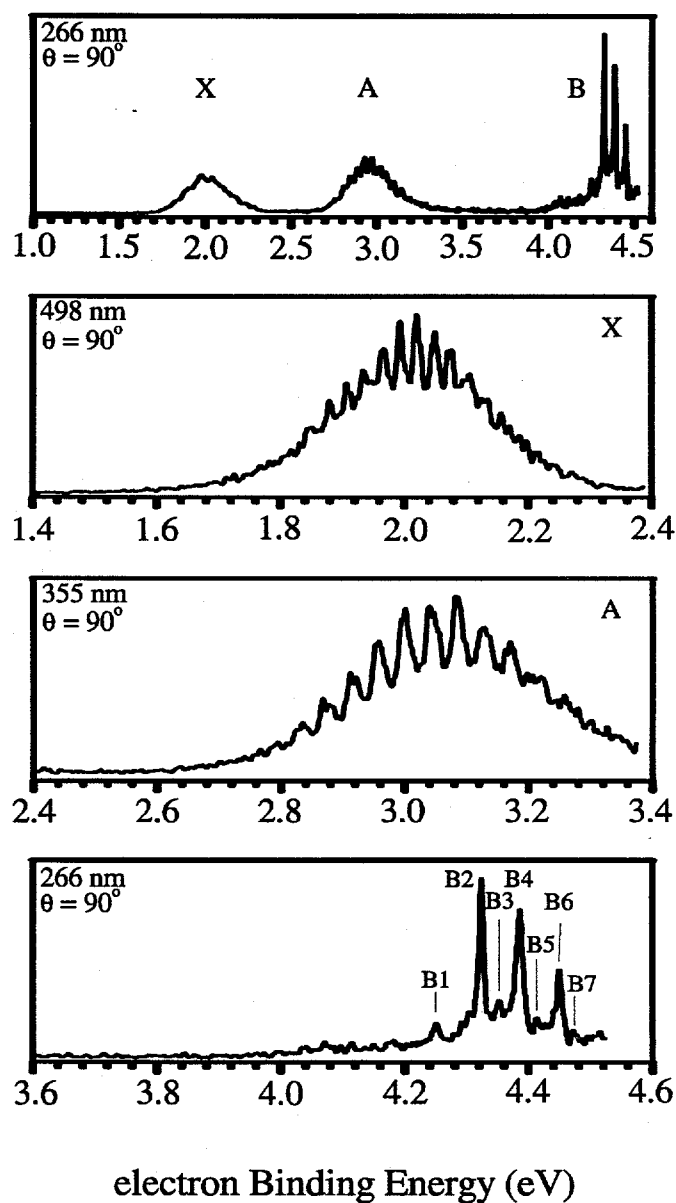 266 nm
θ = 90°
X A B
1.0 1.5 2.0 2.5 3.0 3.5 4.0 4.5
498 nm
θ = 90°
X
1.4 1.6 1.8 2.0 2.2 2.4
355 nm
θ = 90°
A
2.4 2.6 2.8 3.0 3.2 3.4
266 nm
θ = 90°
B1 B2 B3 B4 B5 B6 B7
3.6 3.8 4.0 4.2 4.4 4.6
electron Binding Energy (eV)